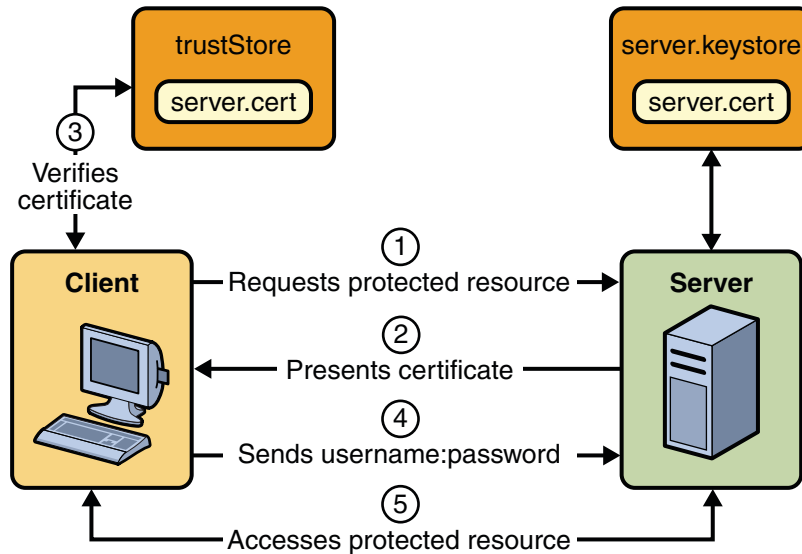 trustStore
server.cert
server.keystore
server.cert
3
Verifies
certificate
Client
1
Requests protected resource
Server
2
Presents certificate
4
Sends username:password
5
Accesses protected resource